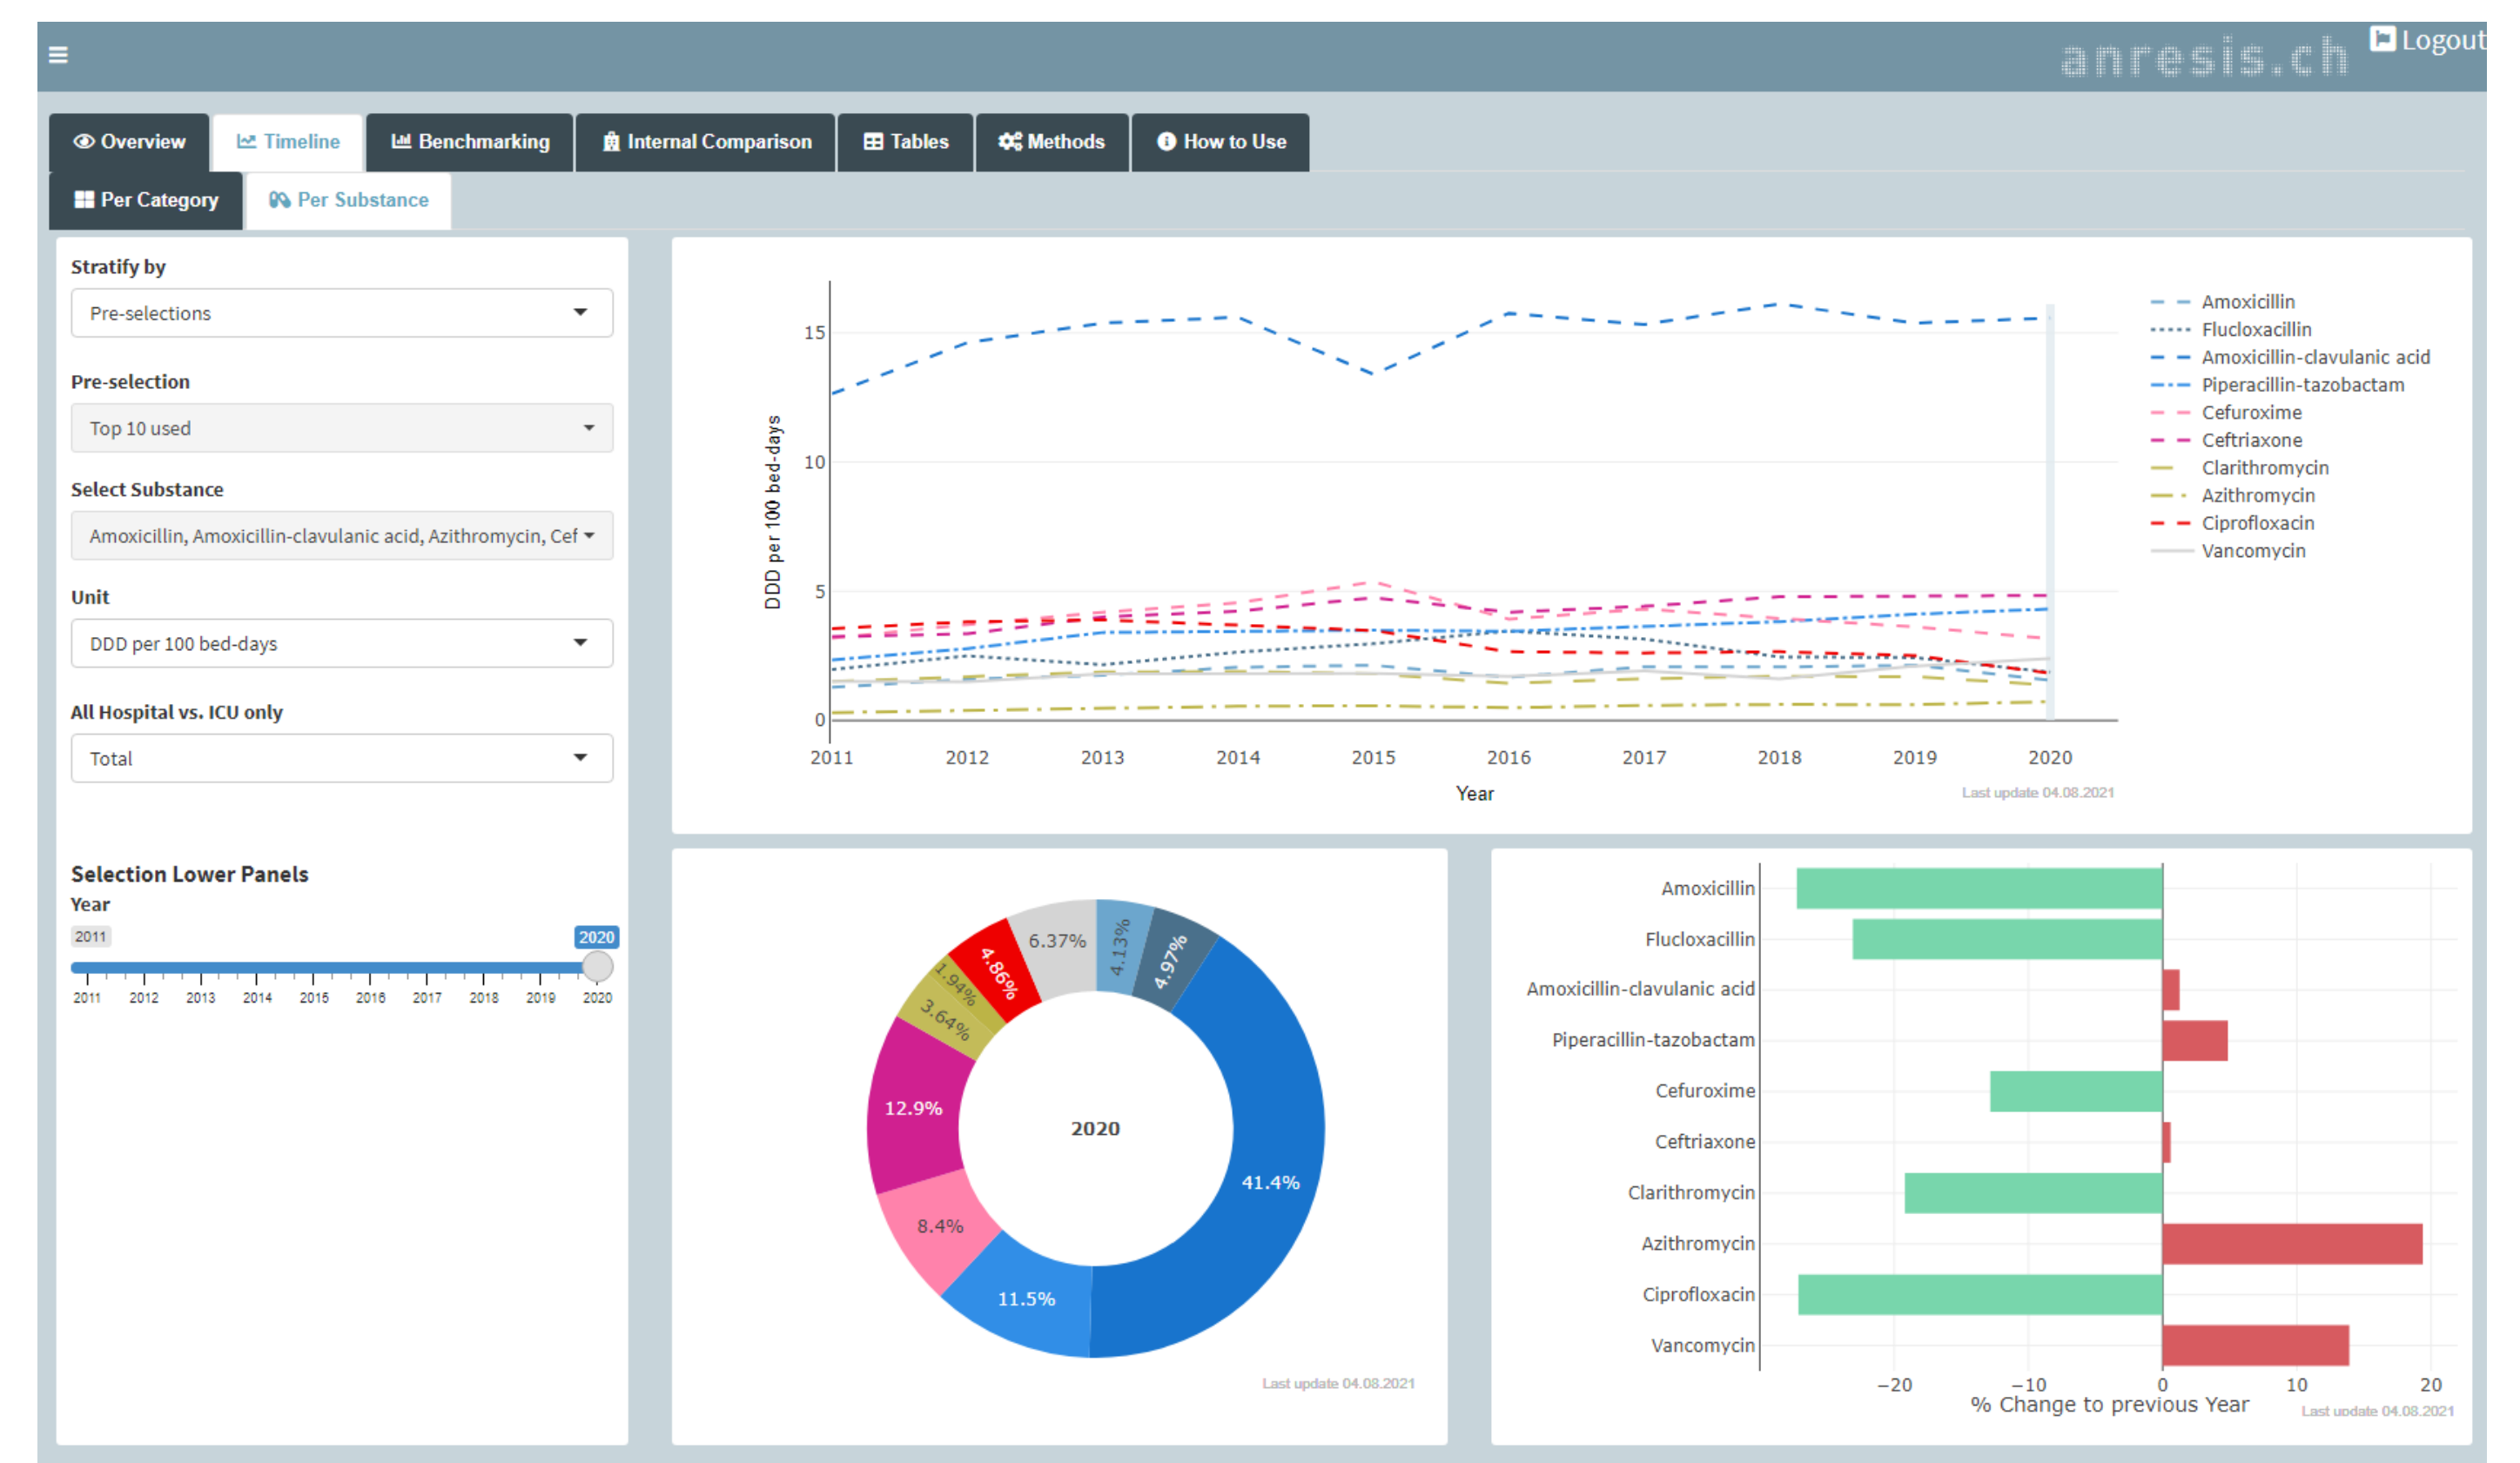 anresis.ch
Logout
Overview
Timeline
Benchmarking
Internal Comparison
Tables
Methods
How to Use
Per Category
Per Substance
Stratify by
Pre-selections
Pre-selection
Top 10 used
Select Substance
Amoxicillin, Amoxicillin-clavulanic acid, Azithromycin, Cef
Unit
DDD per 100 bed-days
All Hospital vs. ICU only
Total
Selection Lower Panels
Year
2011
2020
2011 2012 2013 2014 2015 2016 2017 2018 2019 2020
DDD per 100 bed-days
15
10
5
0
2011 2012 2013 2014 2015 2016 2017 2018 2019 2020
Year
Last update 04.08.2021
Amoxicillin
Flucloxacillin
Amoxicillin-clavulanic acid
Piperacillin-tazobactam
Cefuroxime
Ceftriaxone
Clarithromycin
Azithromycin
Ciprofloxacin
Vancomycin
4.13%
4.97%
41.4%
11.5%
8.4%
12.9%
3.64%
1.94%
4.86%
6.37%
2020
Last update 04.08.2021
Amoxicillin
Flucloxacillin
Amoxicillin-clavulanic acid
Piperacillin-tazobactam
Cefuroxime
Ceftriaxone
Clarithromycin
Azithromycin
Ciprofloxacin
Vancomycin
−20 −10 0 10 20
% Change to previous Year
Last update 04.08.2021